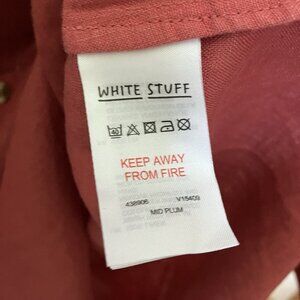 WHITE STUFF
KEEP AWAY
FROM FIRE
438906 V15409
MID PLUM